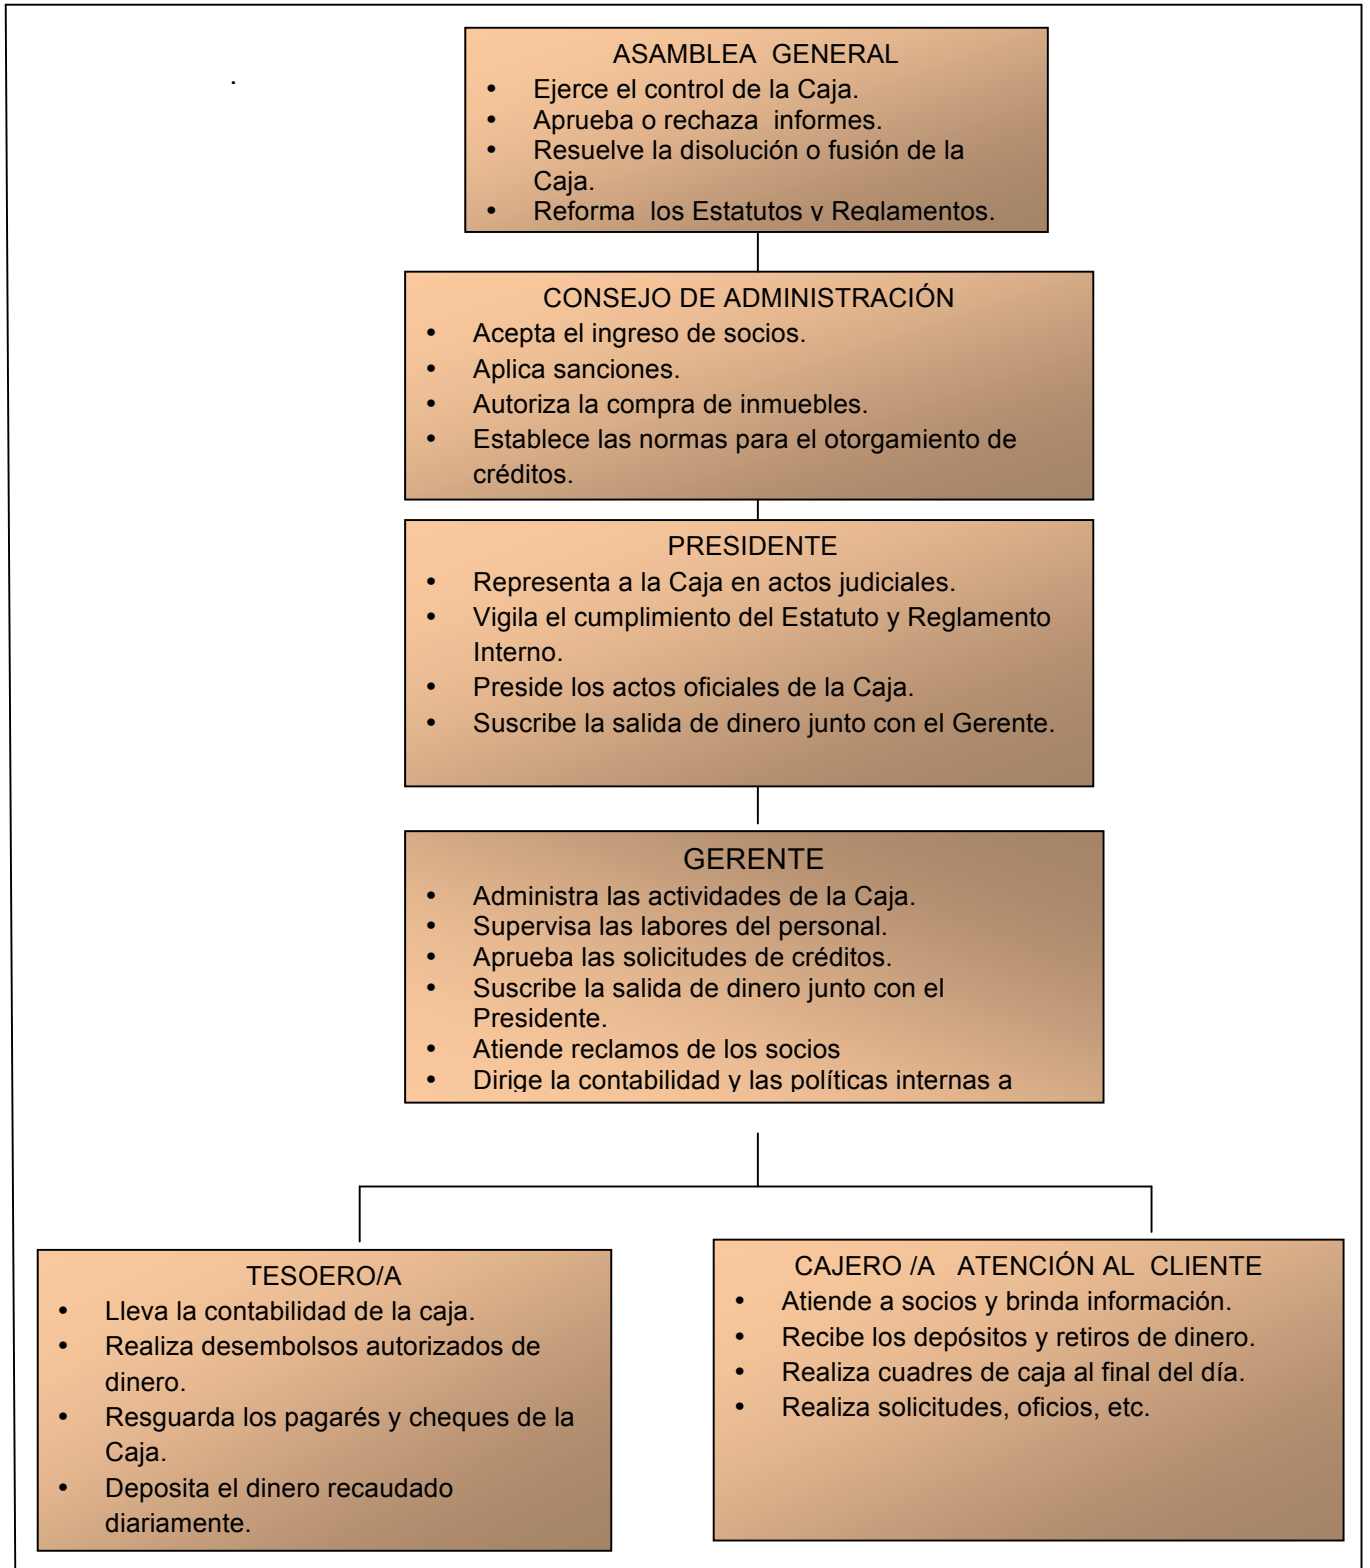 ASAMBLEA GENERAL
• Ejerce el control de la Caja.
• Aprueba o rechaza informes.
• Resuelve la disolución o fusión de la
Caja.
• Reforma los Estatutos y Reglamentos.
CONSEJO DE ADMINISTRACIÓN
• Acepta el ingreso de socios.
• Aplica sanciones.
• Autoriza la compra de inmuebles.
• Establece las normas para el otorgamiento de
créditos.
PRESIDENTE
• Representa a la Caja en actos judiciales.
• Vigila el cumplimiento del Estatuto y Reglamento
Interno.
• Preside los actos oficiales de la Caja.
• Suscribe la salida de dinero junto con el Gerente.
GERENTE
• Administra las actividades de la Caja.
• Supervisa las labores del personal.
• Aprueba las solicitudes de créditos.
• Suscribe la salida de dinero junto con el
Presidente.
• Atiende reclamos de los socios
• Dirige la contabilidad y las políticas internas a
TESOERO/A
• Lleva la contabilidad de la caja.
• Realiza desembolsos autorizados de
dinero.
• Resguarda los pagarés y cheques de la
Caja.
• Deposita el dinero recaudado
diariamente.
CAJERO /A ATENCIÓN AL CLIENTE
• Atiende a socios y brinda información.
• Recibe los depósitos y retiros de dinero.
• Realiza cuadres de caja al final del día.
• Realiza solicitudes, oficios, etc.